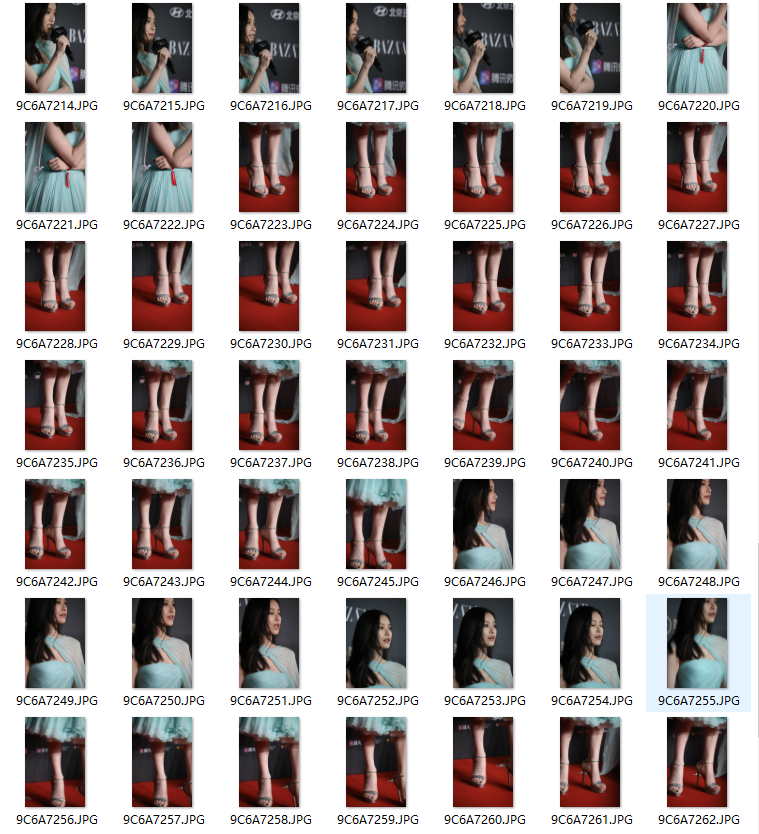 北京 BAZ 腾讯
9C6A7214.JPG 9C6A7215.JPG 9C6A7216.JPG 9C6A7217.JPG 9C6A7218.JPG 9C6A7219.JPG 9C6A7220.JPG
9C6A7221.JPG 9C6A7222.JPG 9C6A7223.JPG 9C6A7224.JPG 9C6A7225.JPG 9C6A7226.JPG 9C6A7227.JPG
9C6A7228.JPG 9C6A7229.JPG 9C6A7230.JPG 9C6A7231.JPG 9C6A7232.JPG 9C6A7233.JPG 9C6A7234.JPG
9C6A7235.JPG 9C6A7236.JPG 9C6A7237.JPG 9C6A7238.JPG 9C6A7239.JPG 9C6A7240.JPG 9C6A7241.JPG
9C6A7242.JPG 9C6A7243.JPG 9C6A7244.JPG 9C6A7245.JPG 9C6A7246.JPG 9C6A7247.JPG 9C6A7248.JPG
9C6A7249.JPG 9C6A7250.JPG 9C6A7251.JPG 9C6A7252.JPG 9C6A7253.JPG 9C6A7254.JPG 9C6A7255.JPG
9C6A7256.JPG 9C6A7257.JPG 9C6A7258.JPG 9C6A7259.JPG 9C6A7260.JPG 9C6A7261.JPG 9C6A7262.JPG